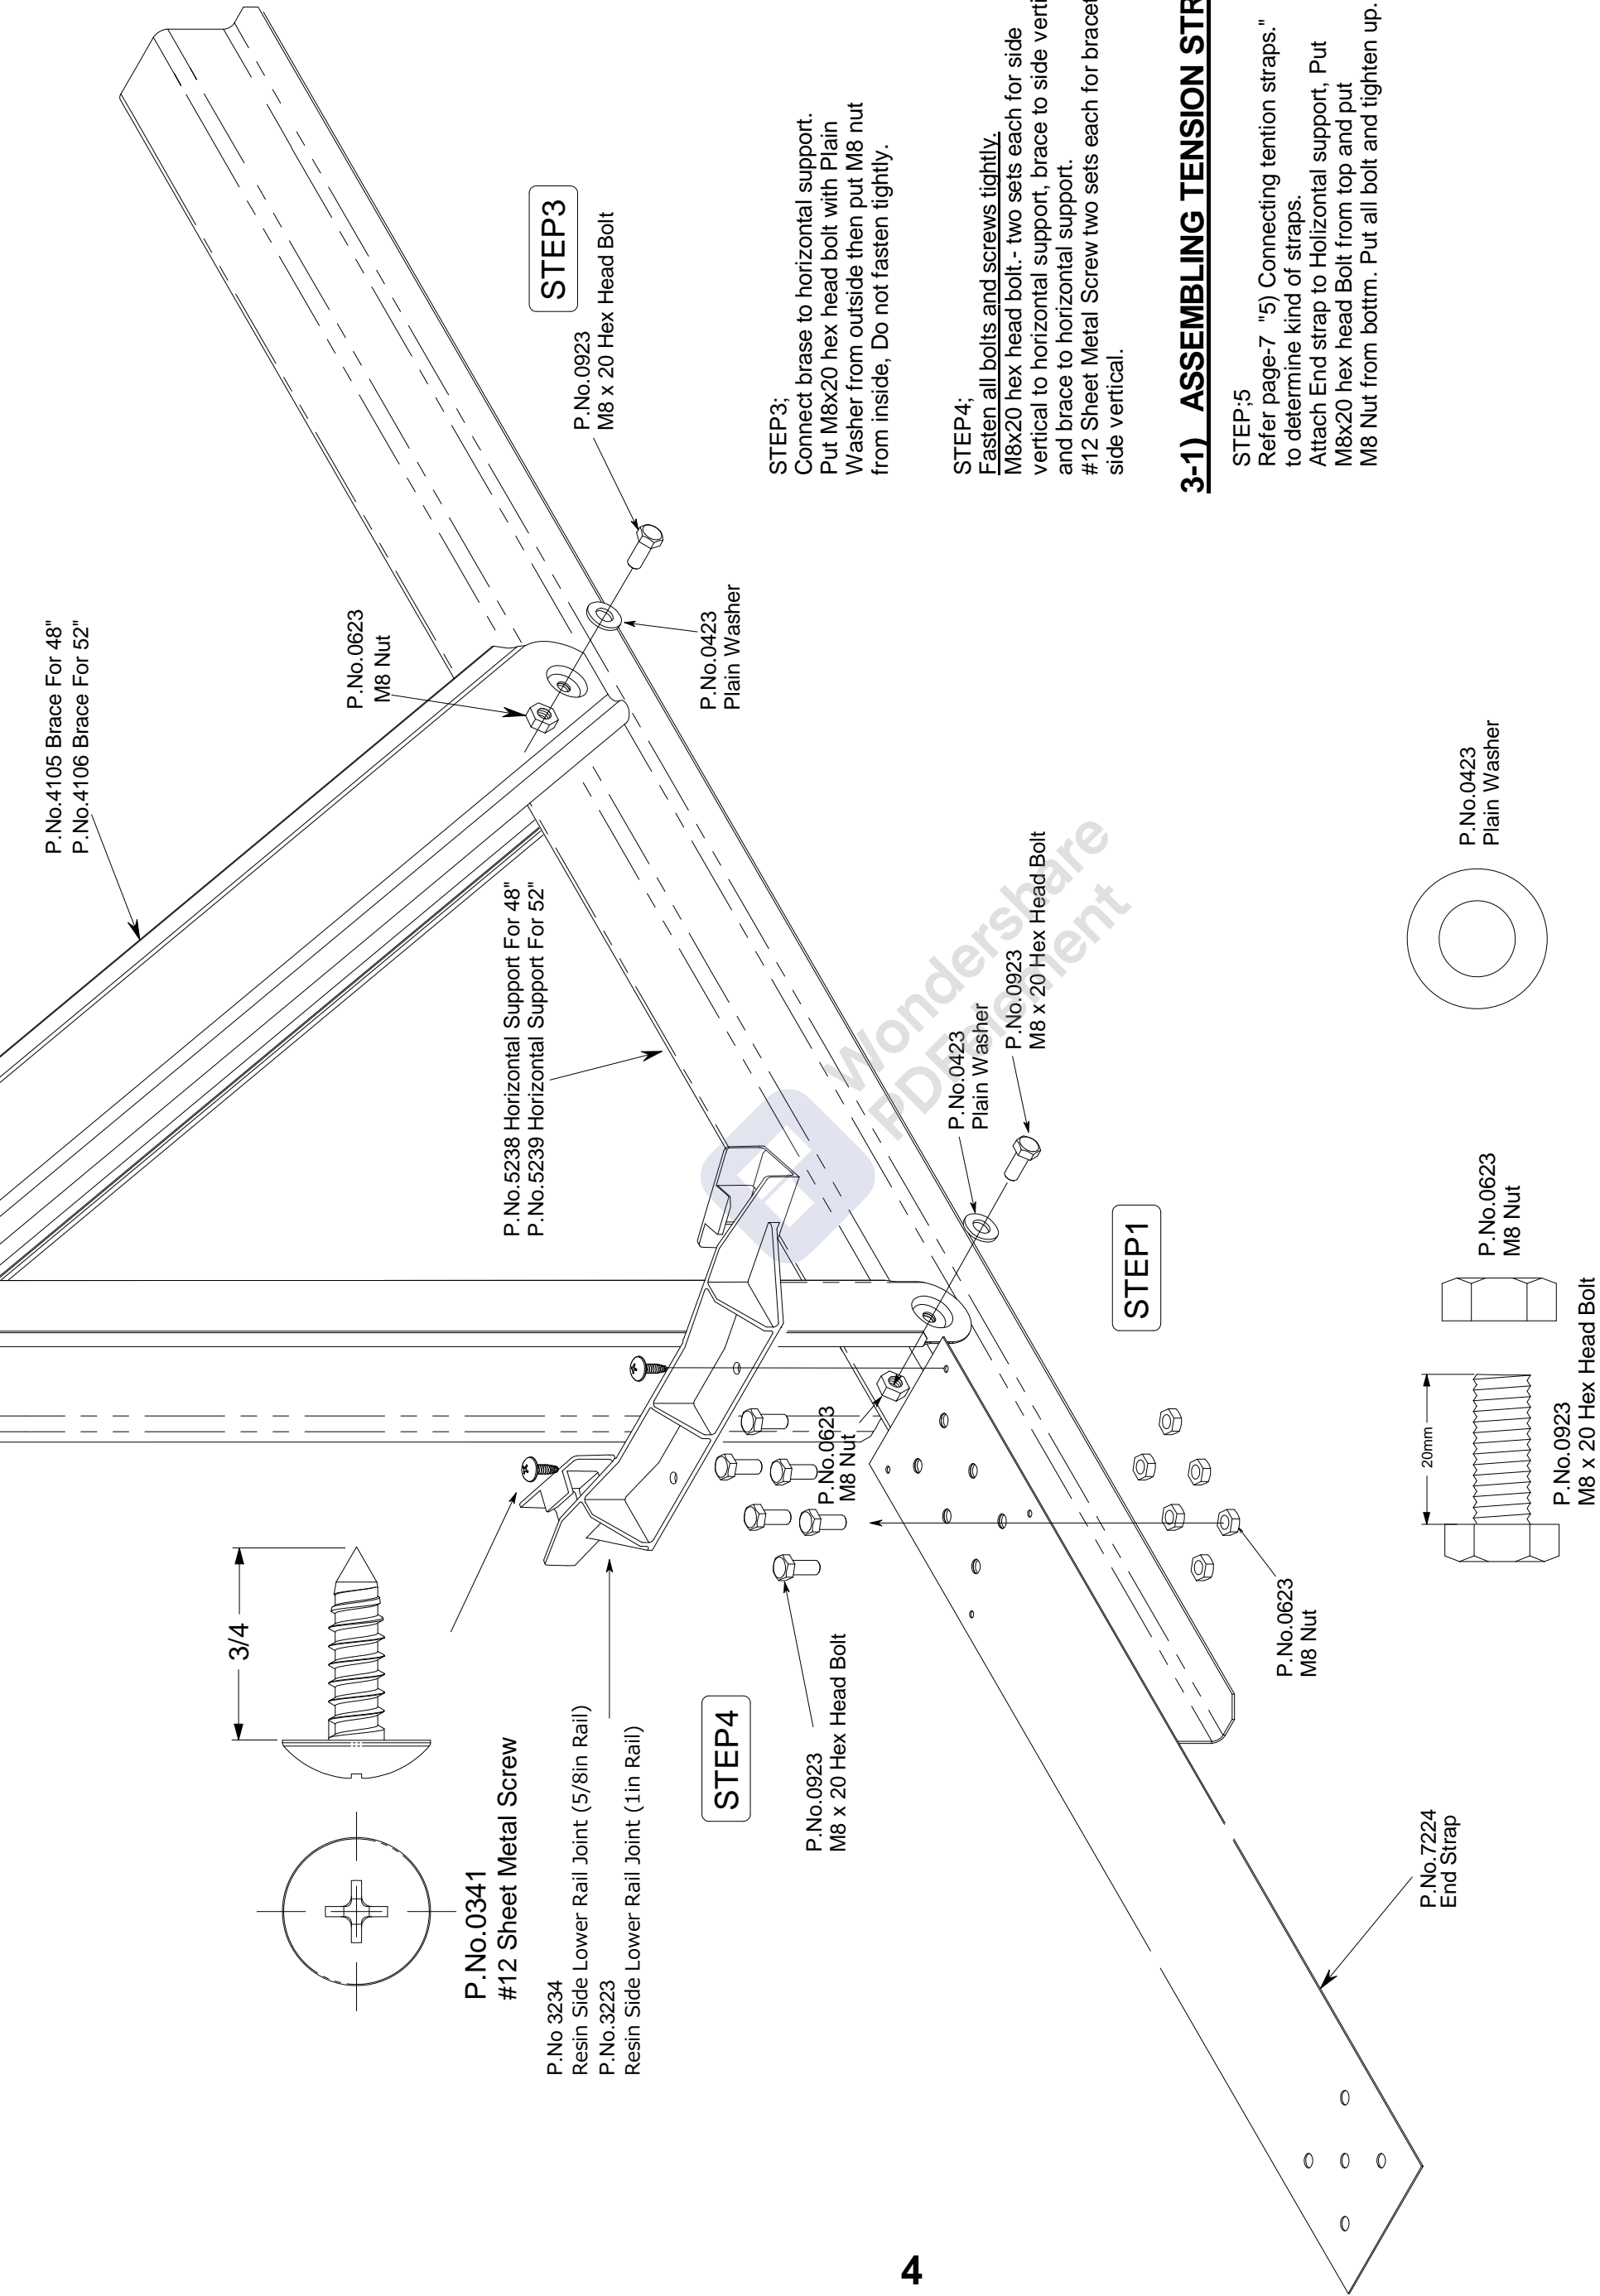 P.No.4105 Brace For 48"
P.No.4106 Brace For 52"
P.No.0623
M8 Nut
STEP3
P.No.0923
M8 x 20 Hex Head Bolt
P.No.0423
Plain Washer
P.No.5238 Horizontal Support For 48"
P.No.5239 Horizontal Support For 52"
3/4
P.No.0341
#12 Sheet Metal Screw
P.No 3234
Resin Side Lower Rail Joint (5/8in Rail)
P.No.3223
Resin Side Lower Rail Joint (1in Rail)
STEP4
P.No.0923
M8 x 20 Hex Head Bolt
P.No.0623
M8 Nut
P.No.0423
Plain Washer
P.No.0923
M8 x 20 Hex Head Bolt
STEP1
P.No.0623
M8 Nut
P.No.7224
End Strap
20mm
P.No.0923
M8 x 20 Hex Head Bolt
P.No.0623
M8 Nut
P.No.0423
Plain Washer
STEP3;
Connect brase to horizontal support.
Put M8x20 hex head bolt with Plain
Washer from outside then put M8 nut
from inside, Do not fasten tightly.
STEP4;
Fasten all bolts and screws tightly.
M8x20 hex head bolt.- two sets each for side
vertical to horizontal support, brace to side
and brace to horizontal support.
#12 Sheet Metal Screw two sets each for
side vertical.
3-1) ASSEMBLING TENSION
STEP;5
Refer page-7 "5) Connecting tention straps."
to determine kind of straps.
Attach End strap to Holizontal support, Put
M8x20 hex head Bolt from top and put
M8 Nut from bottm. Put all bolt and tighten up.
Wondershare
PDFelement
4